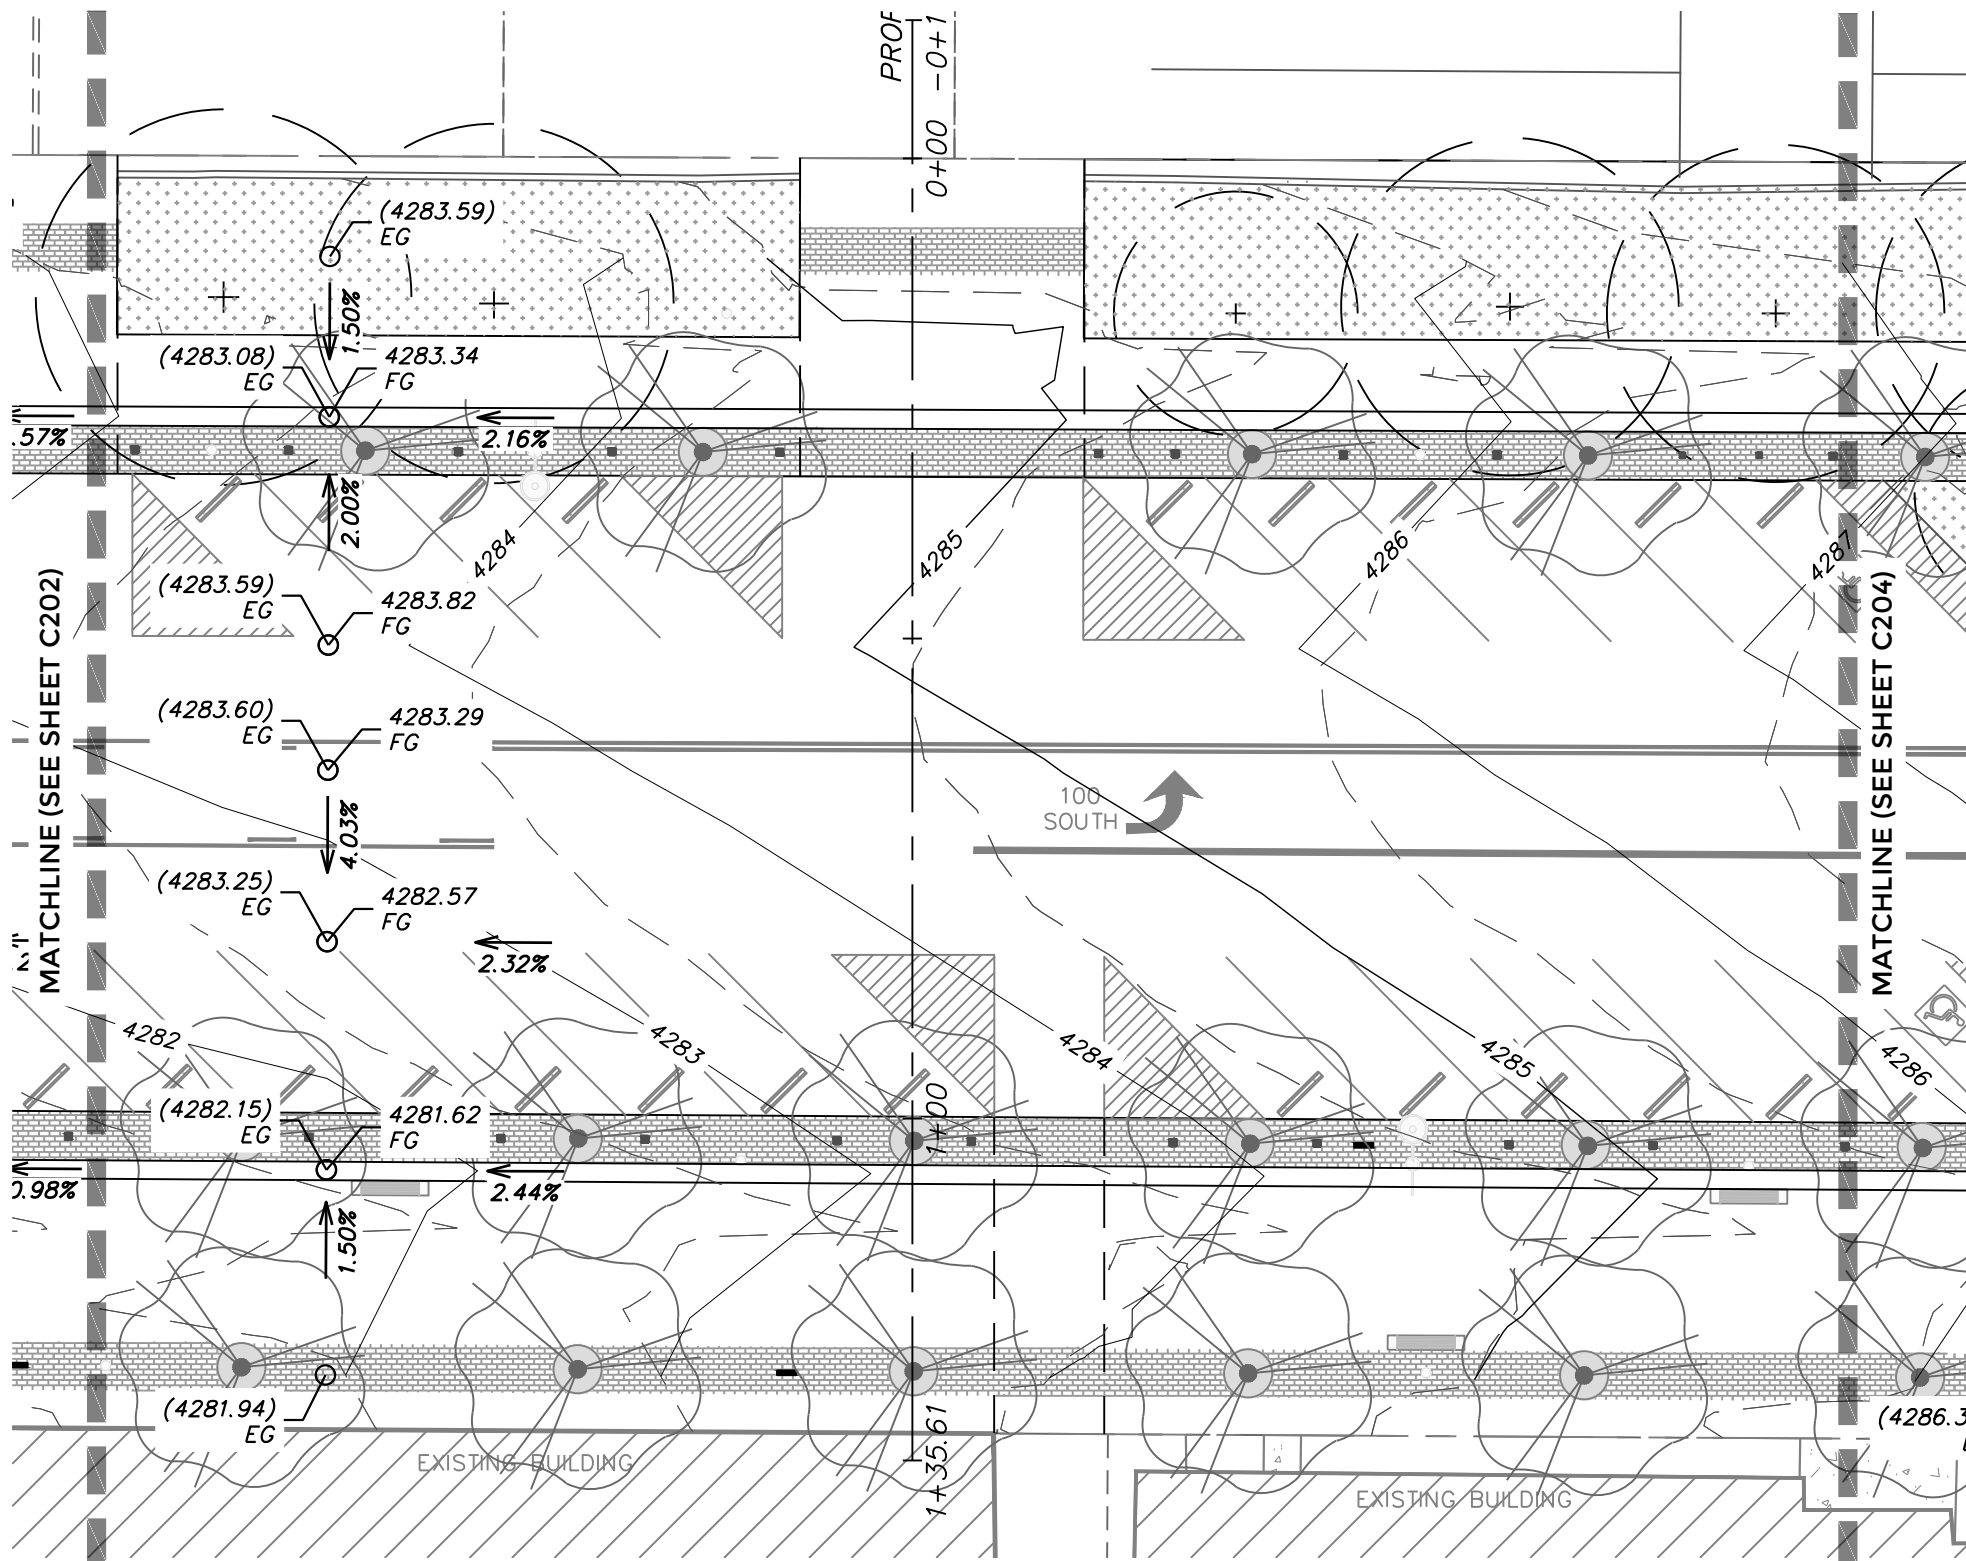 PROF
-0+1
0+00
(4283.59)
EG
1.50%
(4283.08)
EG
4283.34
FG
.57%
2.16%
2.00%
4284
4285
4286
4287
(4283.59)
EG
4283.82
FG
MATCHLINE (SEE SHEET C202)
MATCHLINE (SEE SHEET C204)
(4283.60)
EG
4283.29
FG
100
SOUTH
4.03%
(4283.25)
EG
4282.57
FG
2.32%
4282
4283
4284
4285
4286
(4282.15)
EG
4281.62
FG
1+00
0.98%
2.44%
1.50%
(4281.94)
EG
1+35.61
(4286.3
EXISTING BUILDING
EXISTING BUILDING